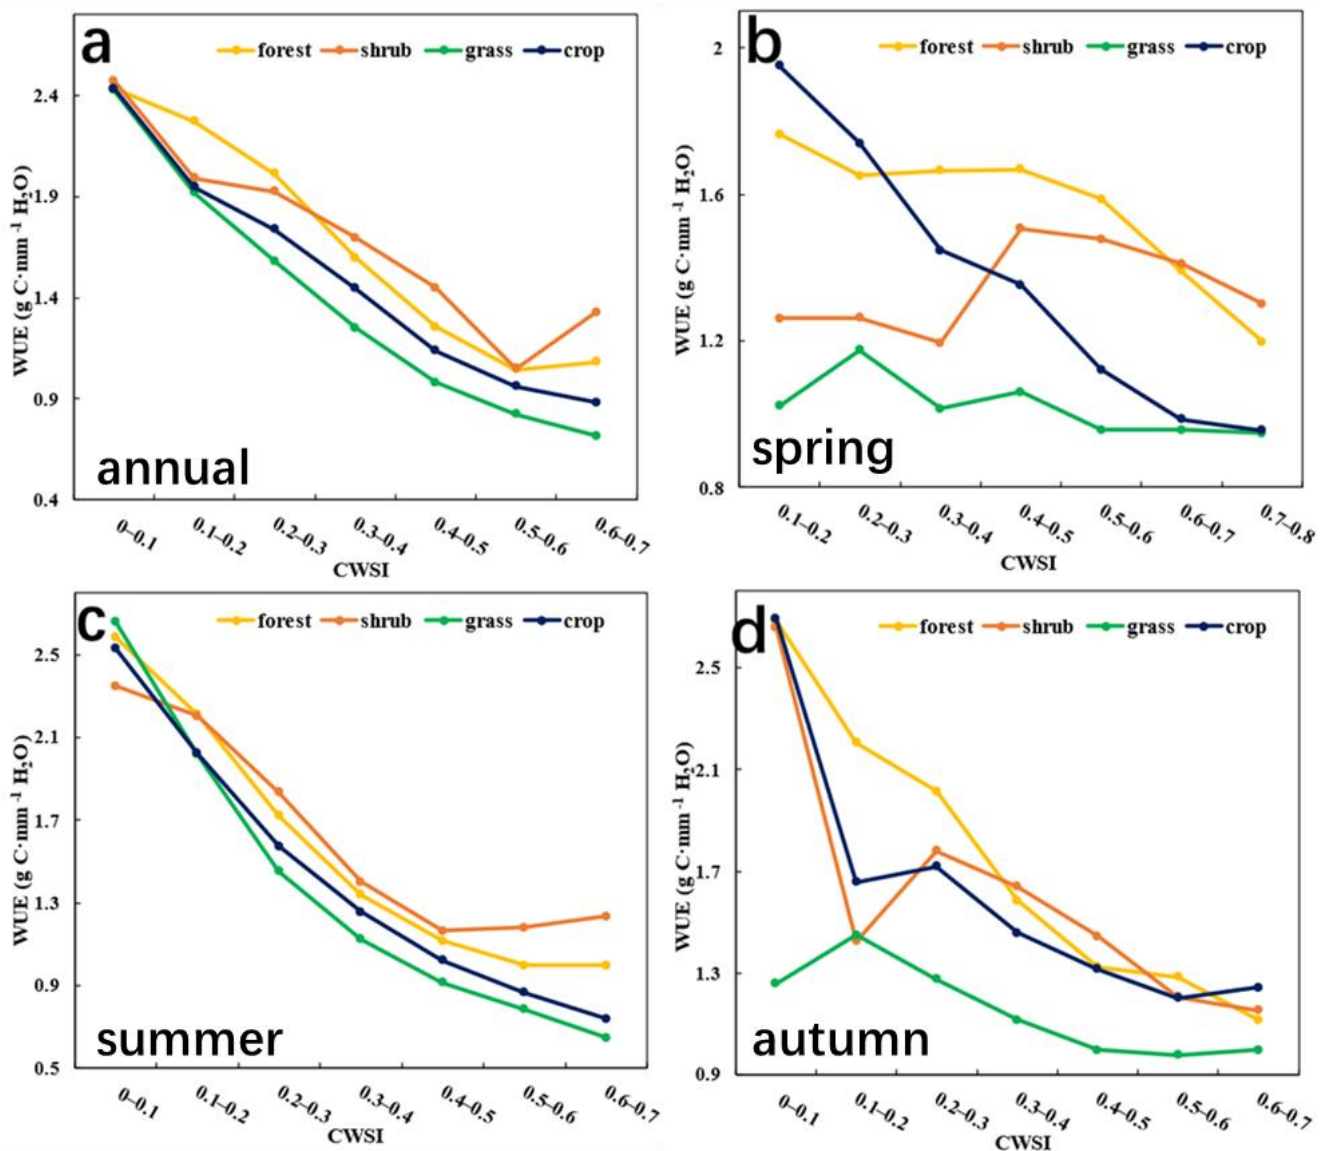 a
forest shrub grass crop
2.4
1.9
1.4
0.9
0.4
WUE (g C·mm⁻¹ H₂O)
annual
0–0.1 0.1–0.2 0.2–0.3 0.3–0.4 0.4–0.5 0.5–0.6 0.6–0.7
CWSI
b
forest shrub grass crop
2
1.6
1.2
0.8
WUE (g C·mm⁻¹ H₂O)
spring
0.1–0.2 0.2–0.3 0.3–0.4 0.4–0.5 0.5–0.6 0.6–0.7 0.7–0.8
CWSI
c
forest shrub grass crop
2.5
2.1
1.7
1.3
0.9
0.5
WUE (g C·mm⁻¹ H₂O)
summer
0–0.1 0.1–0.2 0.2–0.3 0.3–0.4 0.4–0.5 0.5–0.6 0.6–0.7
CWSI
d
forest shrub grass crop
2.5
2.1
1.7
1.3
0.9
WUE (g C·mm⁻¹ H₂O)
autumn
0–0.1 0.1–0.2 0.2–0.3 0.3–0.4 0.4–0.5 0.5–0.6 0.6–0.7
CWSI